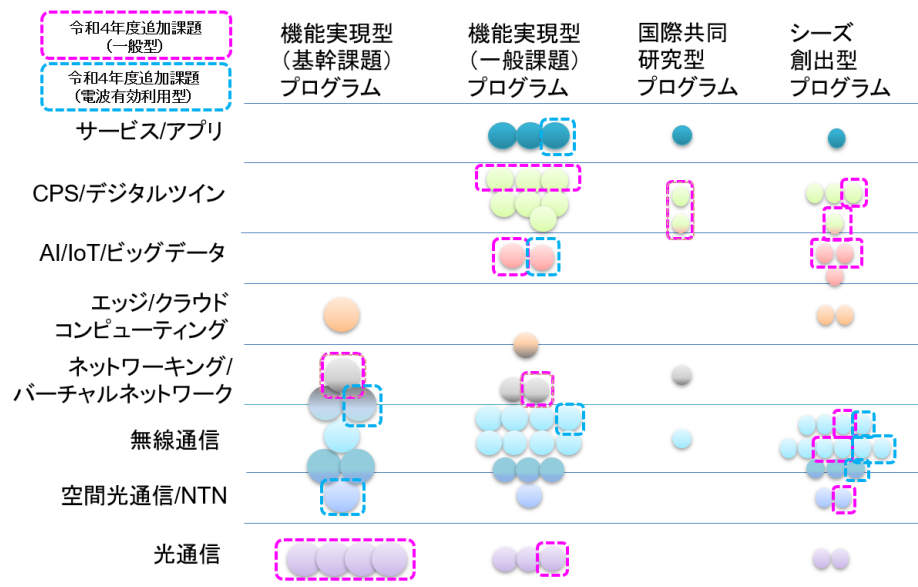 令和4年度追加課題
（一般型）
令和4年度追加課題
（電波有効利用型）
機能実現型
（基幹課題）
プログラム
機能実現型
（一般課題）
プログラム
国際共同
研究型
プログラム
シーズ
創出型
プログラム
サービス/アプリ
CPS/デジタルツイン
AI/IoT/ビッグデータ
エッジ/クラウド
コンピューティング
ネットワーキング/
バーチャルネットワーク
無線通信
空間光通信/NTN
光通信